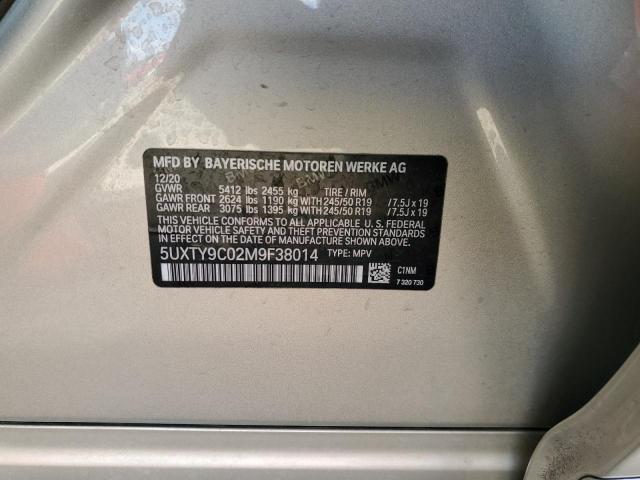 MFD BY BAYERISCHE MOTOREN WERKE AG
12/20
GVWR 5412 lbs 2455 kg TIRE / RIM
GAWR FRONT 2624 lbs 1190 kg WITH 245/50 R19 /7.5J x 19
GAWR REAR 3075 lbs 1395 kg WITH 245/50 R19 /7.5J x 19
THIS VEHICLE CONFORMS TO ALL APPLICABLE U.S. FEDERAL
MOTOR VEHICLE SAFETY, BUMPER, AND THEFT PREVENTION STANDARDS
IN EFFECT ON THE DATE OF MANUFACTURE SHOWN ABOVE.
5UXTY9C02M9F38014 TYPE: MPV
C1NM
7 320 730